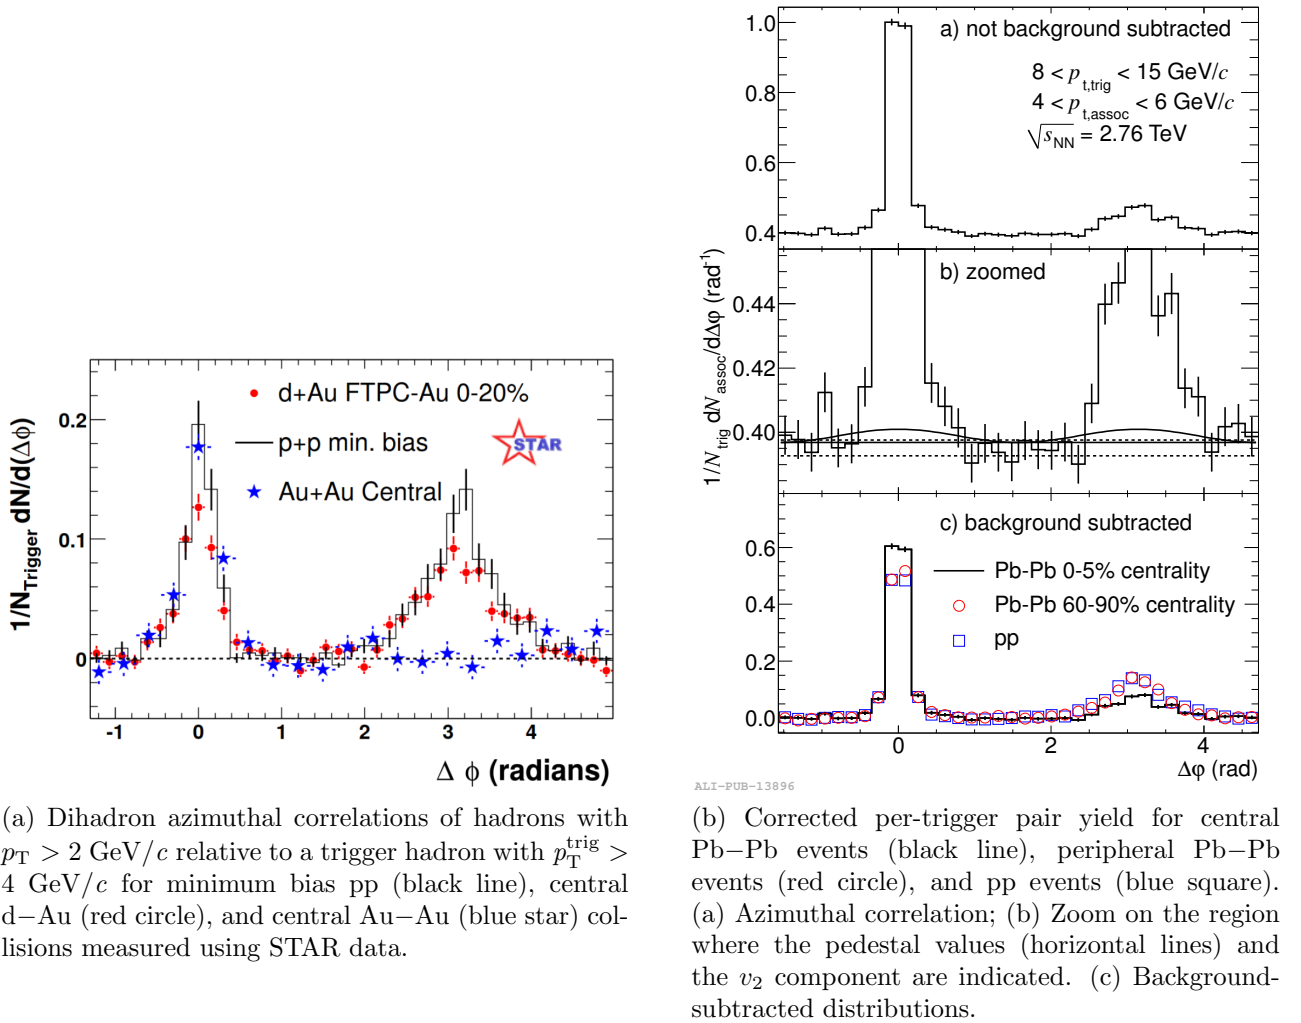 0.2
0.1
0
-1
0
1
2
3
4
1/N_Trigger dN/d(Δϕ)
Δ ϕ (radians)
d+Au FTPC-Au 0-20%
p+p min. bias
Au+Au Central
STAR
(a) Dihadron azimuthal correlations of hadrons with
p_T > 2 GeV/c relative to a trigger hadron with p_T^trig >
4 GeV/c for minimum bias pp (black line), central
d−Au (red circle), and central Au−Au (blue star) col-
lisions measured using STAR data.
1.0
0.8
0.6
0.4
a) not background subtracted
8 < p_t,trig < 15 GeV/c
4 < p_t,assoc < 6 GeV/c
√s_NN = 2.76 TeV
0.44
0.42
0.40
b) zoomed
1/N_trig dN_assoc/dΔφ (rad^-1)
0.6
0.4
0.2
0.0
c) background subtracted
Pb-Pb 0-5% centrality
Pb-Pb 60-90% centrality
pp
0
2
4
Δφ (rad)
ALI-PUB-13896
(b) Corrected per-trigger pair yield for central
Pb−Pb events (black line), peripheral Pb−Pb
events (red circle), and pp events (blue square).
(a) Azimuthal correlation; (b) Zoom on the region
where the pedestal values (horizontal lines) and
the v_2 component are indicated. (c) Background-
subtracted distributions.